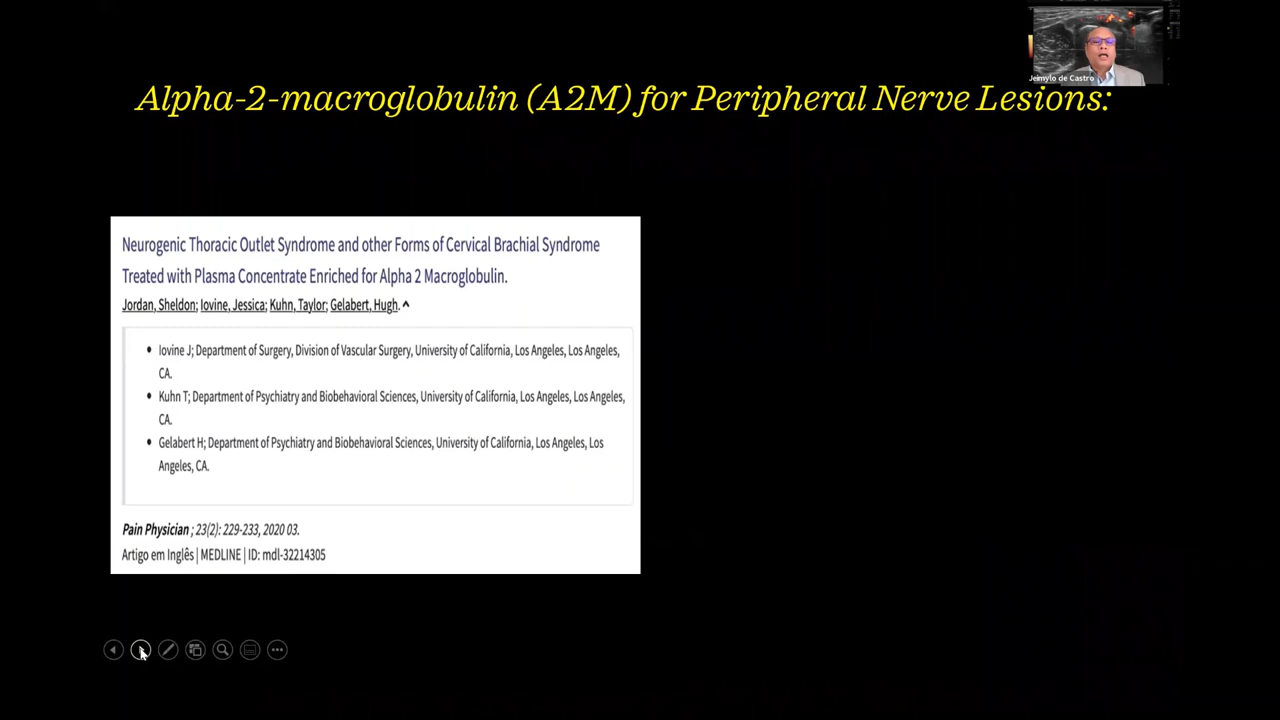 Jeimylo de Castro
Alpha-2-macroglobulin (A2M) for Peripheral Nerve Lesions:
Neurogenic Thoracic Outlet Syndrome and other Forms of Cervical Brachial Syndrome
Treated with Plasma Concentrate Enriched for Alpha 2 Macroglobulin.
Jordan, Sheldon; Iovine, Jessica; Kuhn, Taylor; Gelabert, Hugh.
• Iovine J; Department of Surgery, Division of Vascular Surgery, University of California, Los Angeles, Los Angeles,
CA.
• Kuhn T; Department of Psychiatry and Biobehavioral Sciences, University of California, Los Angeles, Los Angeles,
CA.
• Gelabert H; Department of Psychiatry and Biobehavioral Sciences, University of California, Los Angeles, Los
Angeles, CA.
Pain Physician ; 23(2): 229-233, 2020 03.
Artigo em Inglês | MEDLINE | ID: mdl-32214305